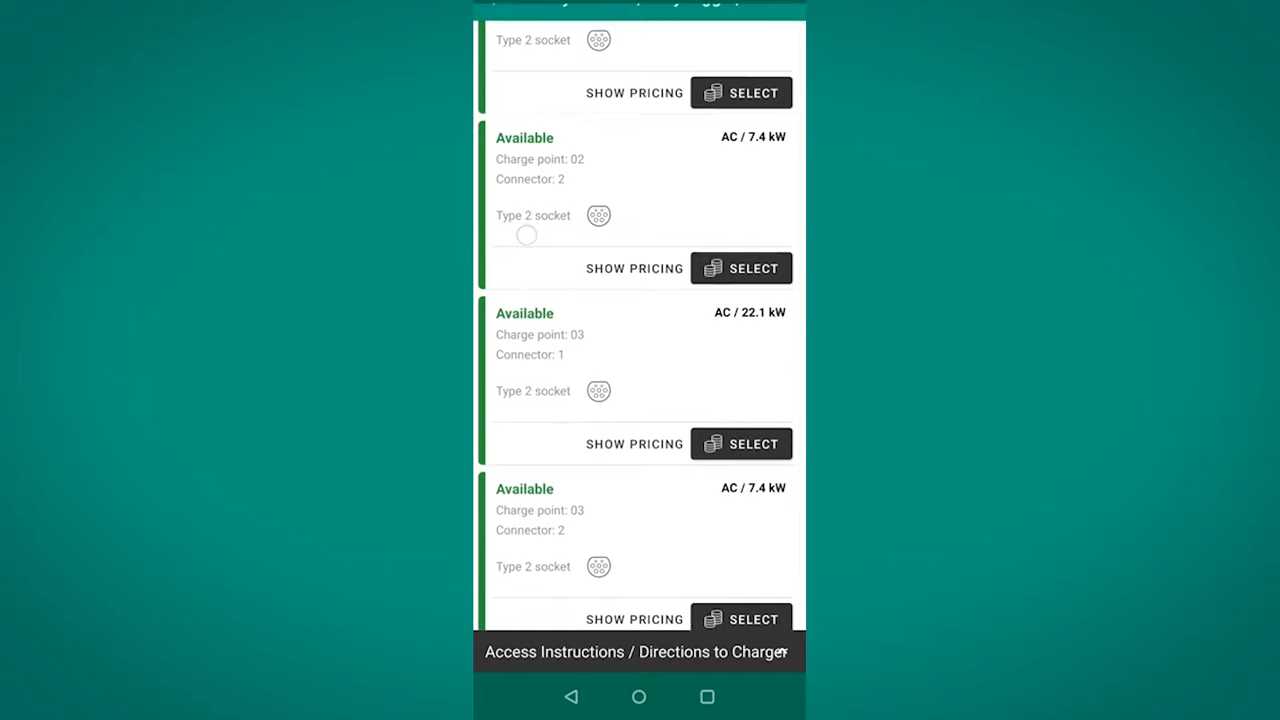 Type 2 socket
SHOW PRICING SELECT
Available AC / 7.4 kW
Charge point: 02
Connector: 2
Type 2 socket
SHOW PRICING SELECT
Available AC / 22.1 kW
Charge point: 03
Connector: 1
Type 2 socket
SHOW PRICING SELECT
Available AC / 7.4 kW
Charge point: 03
Connector: 2
Type 2 socket
SHOW PRICING SELECT
Access Instructions / Directions to Charger